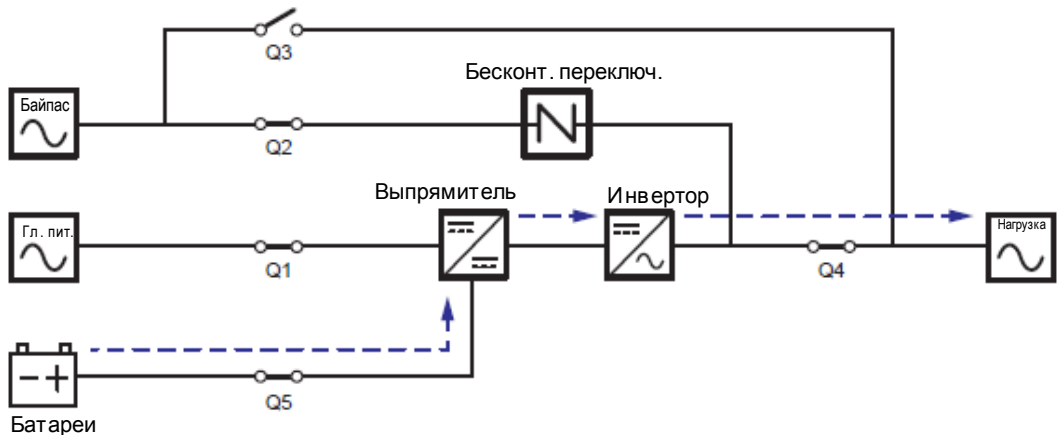 Q3
Бесконт. переключ.
Байпас
Q2
Выпрямитель
Инвертор
Гл. пит.
Нагрузка
Q1
Q4
Q5
Батареи